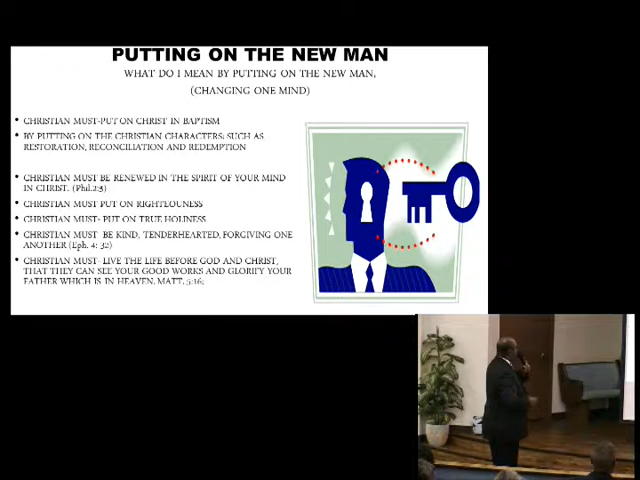 PUTTING ON THE NEW MAN
WHAT DO I MEAN BY PUTTING ON THE NEW MAN,
(CHANGING ONE MIND)
• CHRISTIAN MUST-PUT ON CHRIST IN BAPTISM
• BY PUTTING ON THE CHRISTIAN CHARACTERS: SUCH AS
RESTORATION, RECONCILIATION AND REDEMPTION
• CHRISTIAN MUST BE RENEWED IN THE SPIRIT OF YOUR MIND
IN CHRIST. (Phil.2:5)
• CHRISTIAN MUST PUT ON RIGHTEOUNESS
• CHRISTIAN MUST- PUT ON TRUE HOLINESS
• CHRISTIAN MUST BE KIND, TENDERHEARTED, FORGIVING ONE
ANOTHER (Eph. 4: 32)
• CHRISTIAN MUST- LIVE THE LIFE BEFORE GOD AND CHRIST,
THAT THEY CAN SEE YOUR GOOD WORKS AND GLORIFY YOUR
FATHER WHICH IS IN HEAVEN. MATT. 5:16;